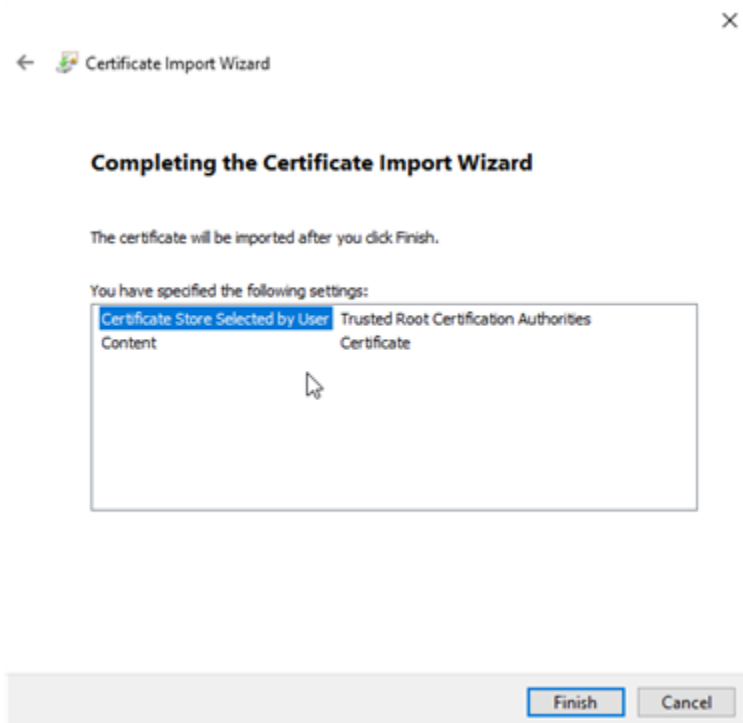 Certificate Import Wizard
Completing the Certificate Import Wizard
The certificate will be imported after you click Finish.
You have specified the following settings:
Certificate Store Selected by User Trusted Root Certification Authorities
Content Certificate
Finish Cancel